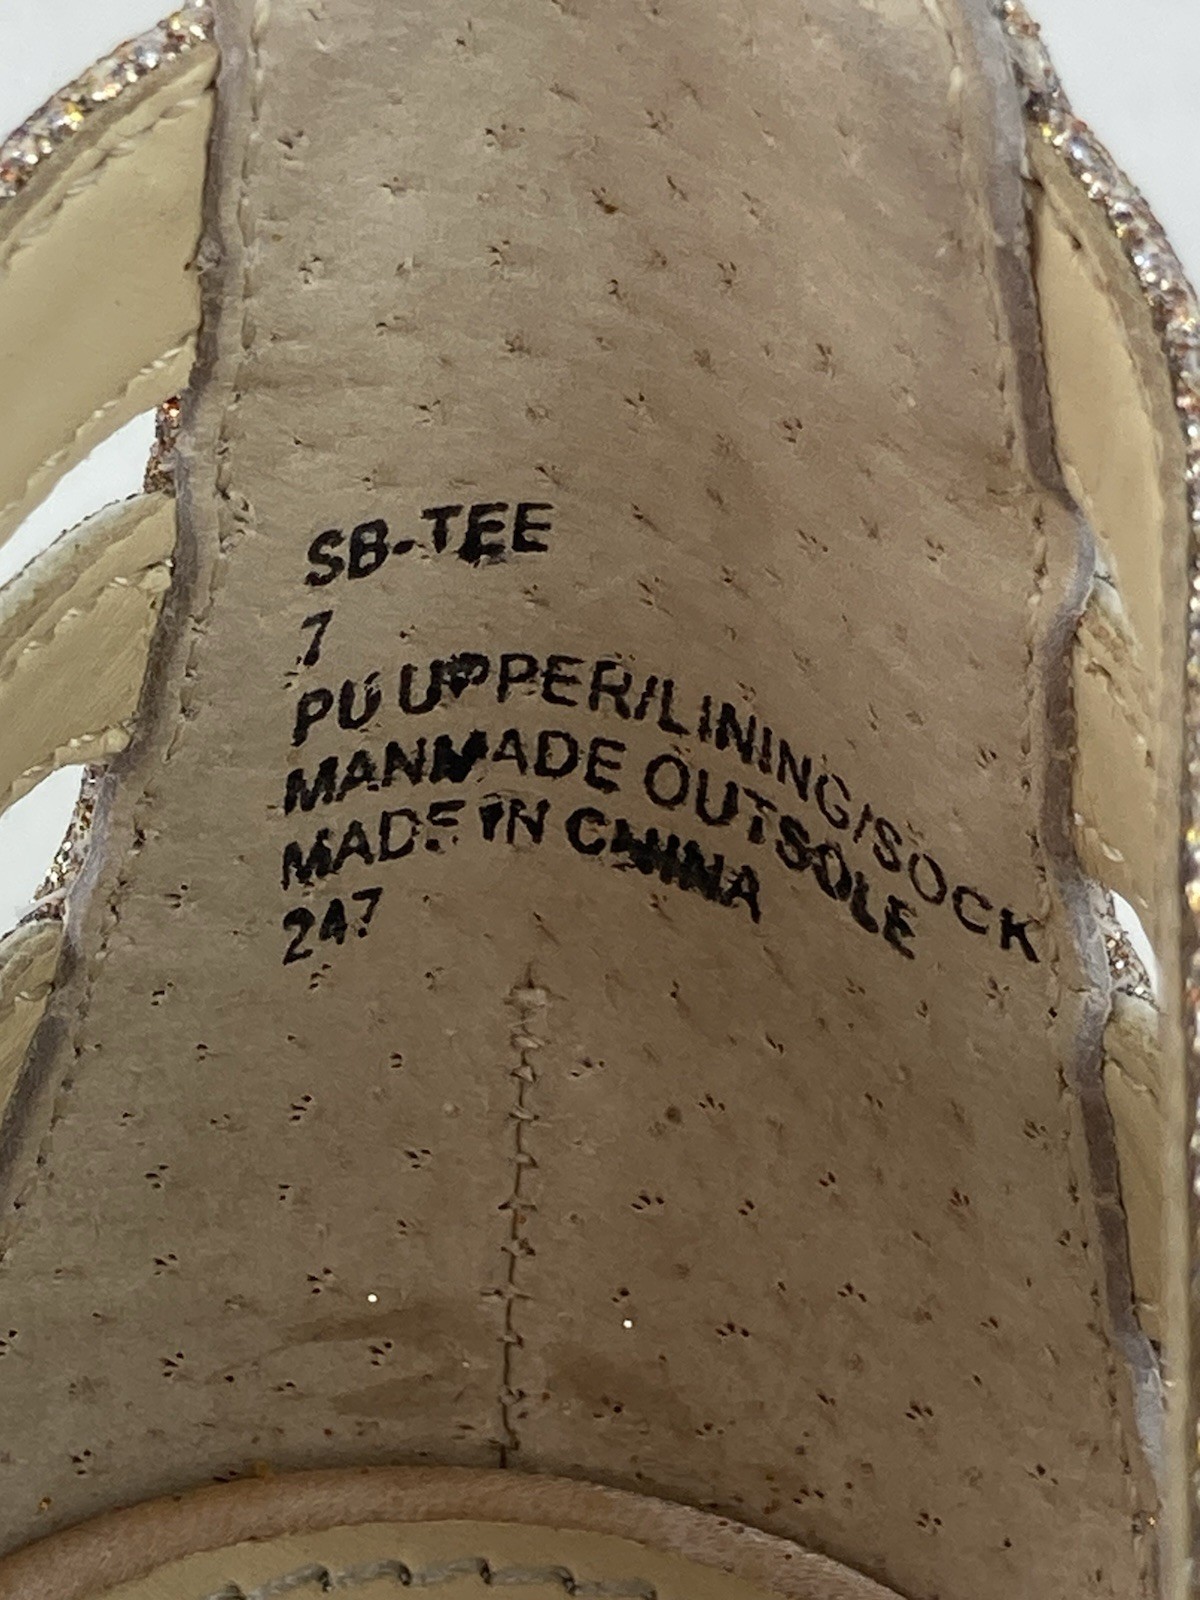 SB-TEE
7
PU UPPER/LINING/SOCK
MANMADE OUTSOLE
MADE IN CHINA
247